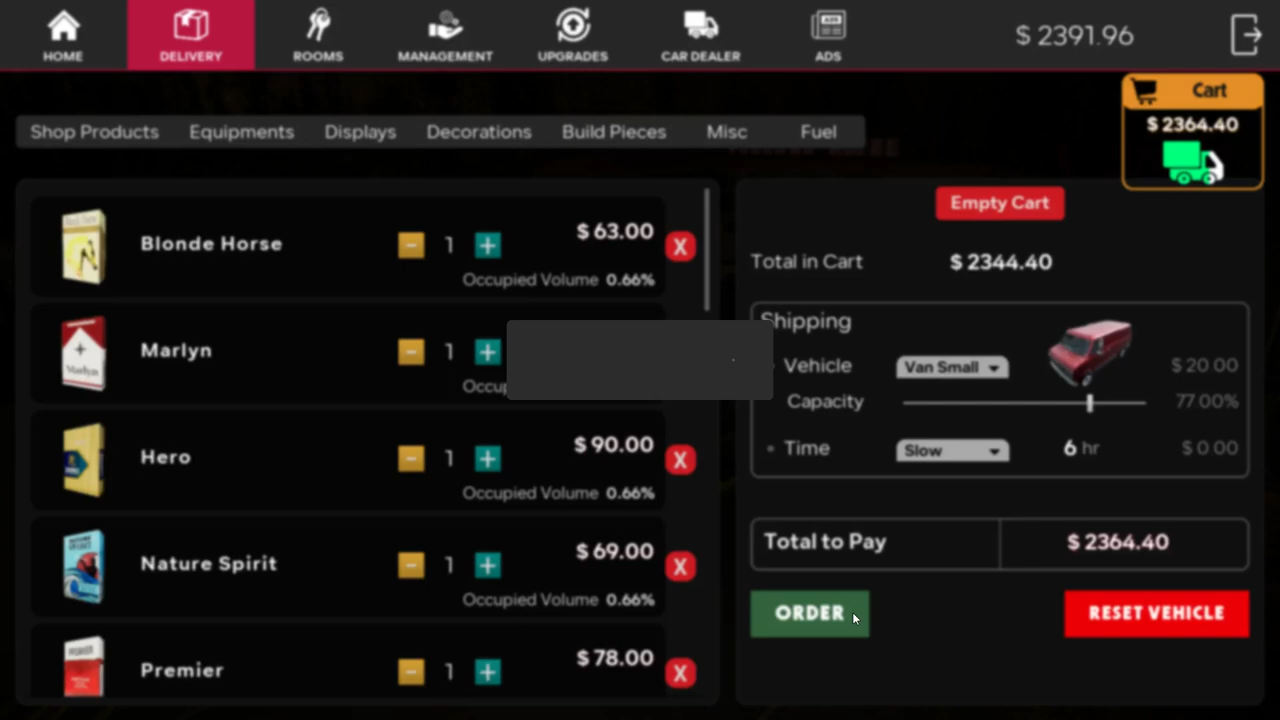 HOME DELIVERY ROOMS MANAGEMENT UPGRADES CAR DEALER ADS $ 2391.96
Cart
$ 2364.40
Shop Products Equipments Displays Decorations Build Pieces Misc Fuel
Empty Cart
Blonde Horse - 1 + $ 63.00 X
Occupied Volume 0.66%
Total in Cart $ 2344.40
Marlyn - 1 +
Shipping
Vehicle Van Small $ 20.00
Capacity 77.00%
Hero - 1 + $ 90.00 X
Occupied Volume 0.66%
Time Slow 6 hr $ 0.00
Nature Spirit - 1 + $ 69.00 X
Occupied Volume 0.66%
Total to Pay $ 2364.40
ORDER RESET VEHICLE
Premier - 1 + $ 78.00 X